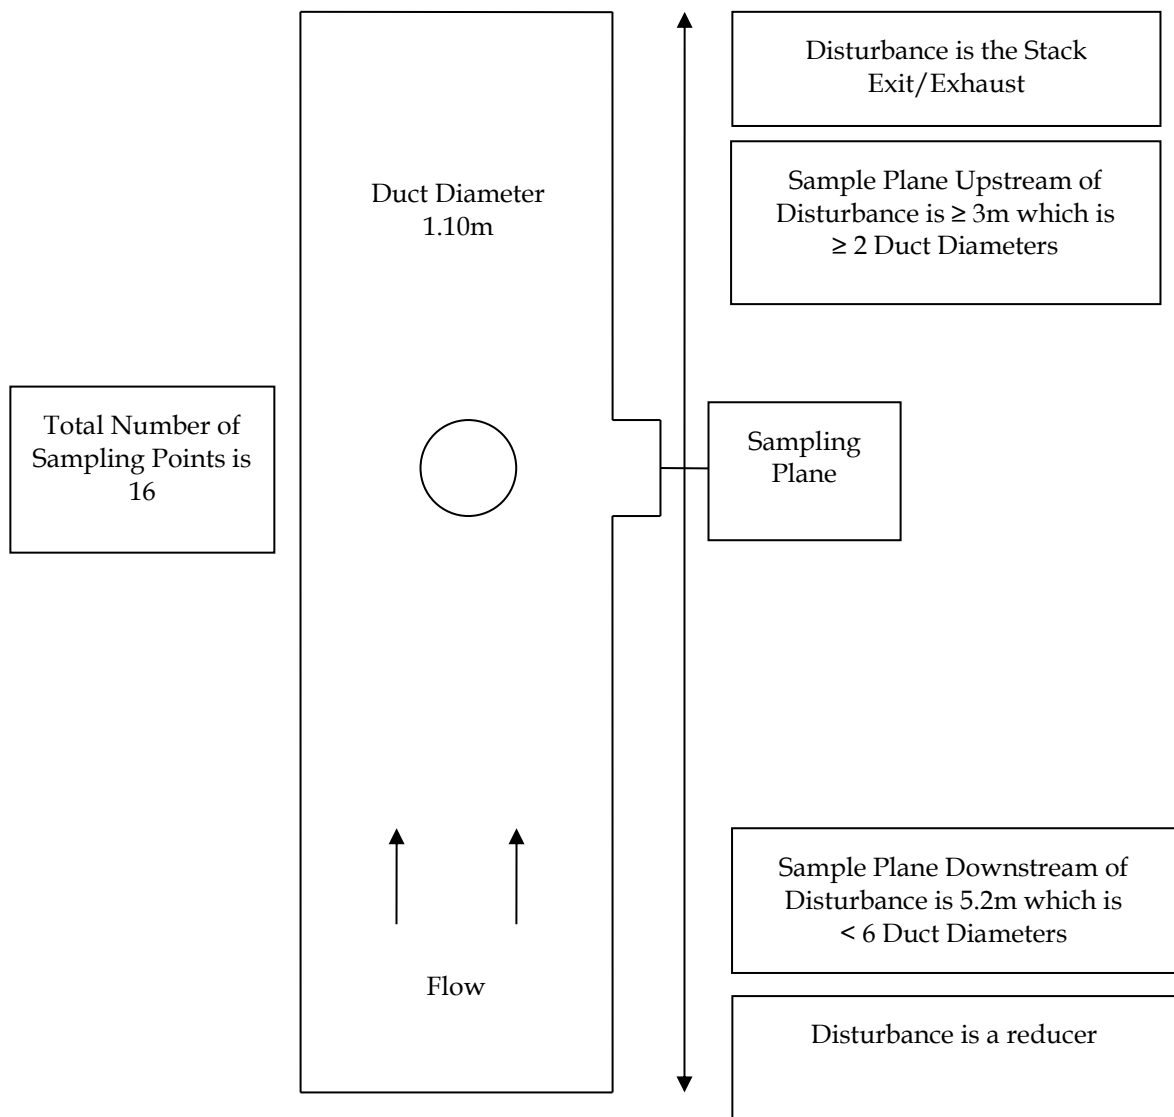 Disturbance is the Stack
Exit/Exhaust
Duct Diameter
1.10m
Sample Plane Upstream of
Disturbance is ≥ 3m which is
≥ 2 Duct Diameters
Total Number of
Sampling Points is
16
Sampling
Plane
Sample Plane Downstream of
Disturbance is 5.2m which is
< 6 Duct Diameters
Flow
Disturbance is a reducer